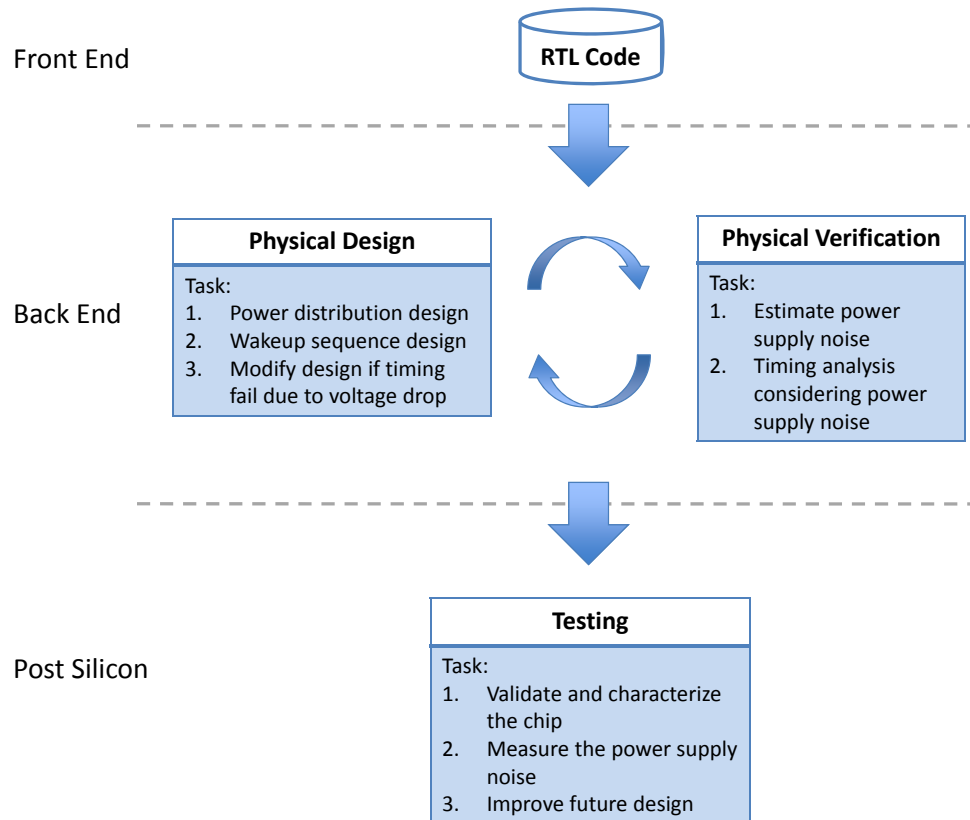 Front End
RTL Code
Back End
Physical Design
Task:
1. Power distribution design
2. Wakeup sequence design
3. Modify design if timing
fail due to voltage drop
Physical Verification
Task:
1. Estimate power
supply noise
2. Timing analysis
considering power
supply noise
Post Silicon
Testing
Task:
1. Validate and characterize
the chip
2. Measure the power supply
noise
3. Improve future design